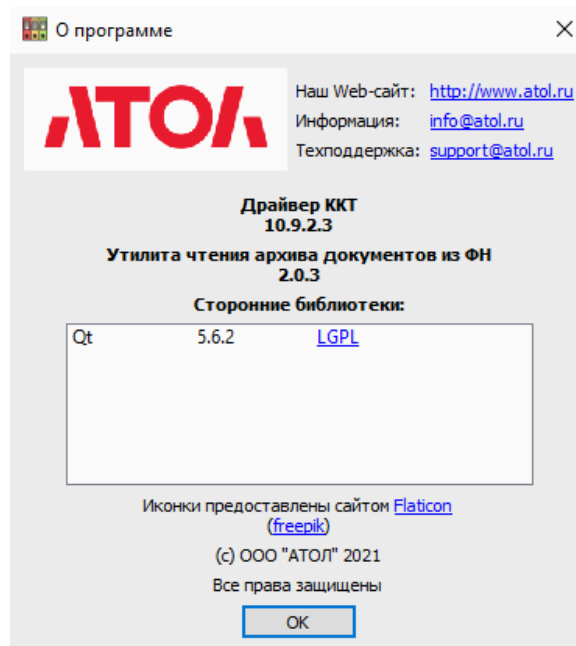 О программе
АТОЛ
Наш Web-сайт: http://www.atol.ru
Информация: info@atol.ru
Техподдержка: support@atol.ru
Драйвер ККТ
10.9.2.3
Утилита чтения архива документов из ФН
2.0.3
Сторонние библиотеки:
Qt 5.6.2 LGPL
Иконки предоставлены сайтом Flaticon
(freepik)
(с) ООО "АТОЛ" 2021
Все права защищены
OK